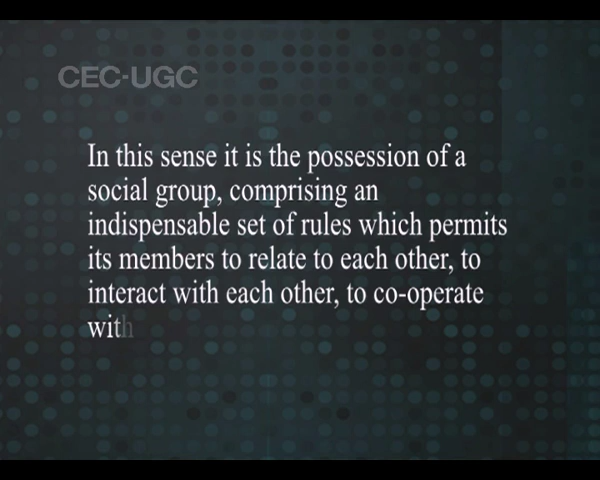 CEC-UGC
In this sense it is the possession of a
social group, comprising an
indispensable set of rules which permits
its members to relate to each other, to
interact with each other, to co-operate
with